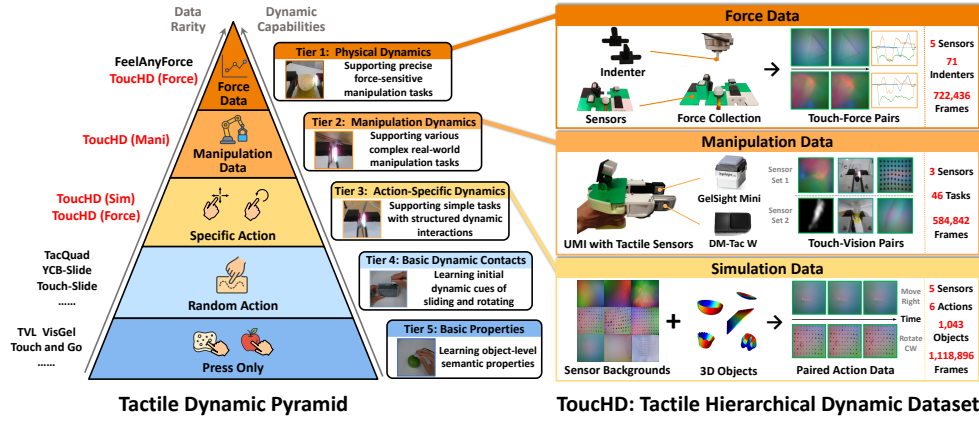 Data
Rarity
Dynamic
Capabilities
FeelAnyForce
ToucHD (Force)
Force
Data
ToucHD (Mani)
Manipulation
Data
ToucHD (Sim)
ToucHD (Force)
Specific Action
TacQuad
YCB-Slide
Touch-Slide
......
Random Action
TVL VisGel
Touch and Go
......
Press Only
Tier 1: Physical Dynamics
Supporting precise
force-sensitive
manipulation tasks
Tier 2: Manipulation Dynamics
Supporting various
complex real-world
manipulation tasks
Tier 3: Action-Specific Dynamics
Supporting simple tasks
with structured dynamic
interactions
Tier 4: Basic Dynamic Contacts
Learning initial
dynamic cues of
sliding and rotating
Tier 5: Basic Properties
Learning object-level
semantic properties
Tactile Dynamic Pyramid
Force Data
Indenter
Sensors
Force Collection
Touch-Force Pairs
5 Sensors
71
Indenters
722,436
Frames
Manipulation Data
UMI with Tactile Sensors
GelSight Mini
DM-Tac W
Sensor
Set 1
Sensor
Set 2
Touch-Vision Pairs
3 Sensors
46 Tasks
584,842
Frames
Simulation Data
Sensor Backgrounds
3D Objects
Move
Right
Time
Rotate
CW
Paired Action Data
5 Sensors
6 Actions
1,043
Objects
1,118,896
Frames
ToucHD: Tactile Hierarchical Dynamic Dataset